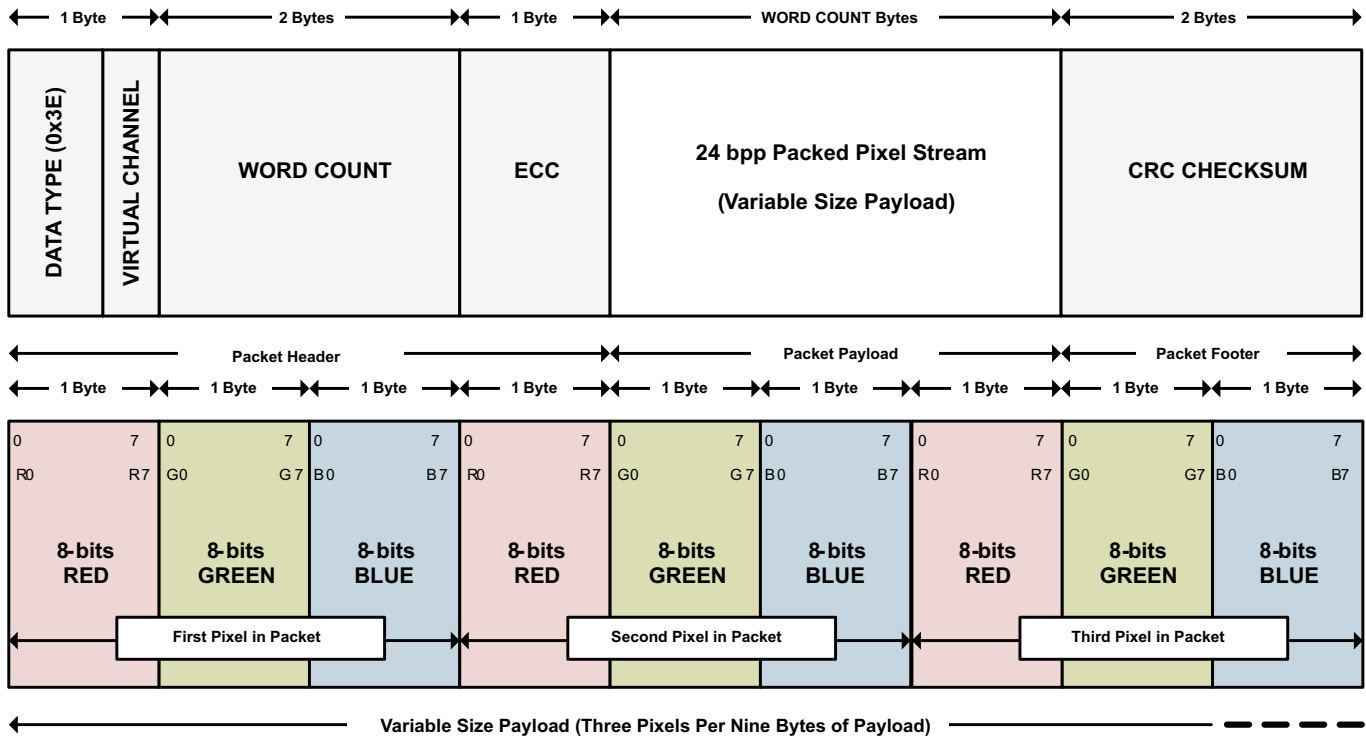 1 Byte 2 Bytes 1 Byte WORD COUNT Bytes 2 Bytes
DATA TYPE (0x3E)
VIRTUAL CHANNEL
WORD COUNT
ECC
24 bpp Packed Pixel Stream
(Variable Size Payload)
CRC CHECKSUM
Packet Header Packet Payload Packet Footer
1 Byte 1 Byte 1 Byte 1 Byte 1 Byte 1 Byte 1 Byte 1 Byte 1 Byte
0 7 0 7 0 7 0 7 0 7 0 7 0 7 0 7 0 7
R0 R7 G0 G7 B0 B7 R0 R7 G0 G7 B0 B7 R0 R7 G0 G7 B0 B7
8-bits 8-bits 8-bits 8-bits 8-bits 8-bits 8-bits 8-bits 8-bits
RED GREEN BLUE RED GREEN BLUE RED GREEN BLUE
First Pixel in Packet Second Pixel in Packet Third Pixel in Packet
Variable Size Payload (Three Pixels Per Nine Bytes of Payload)